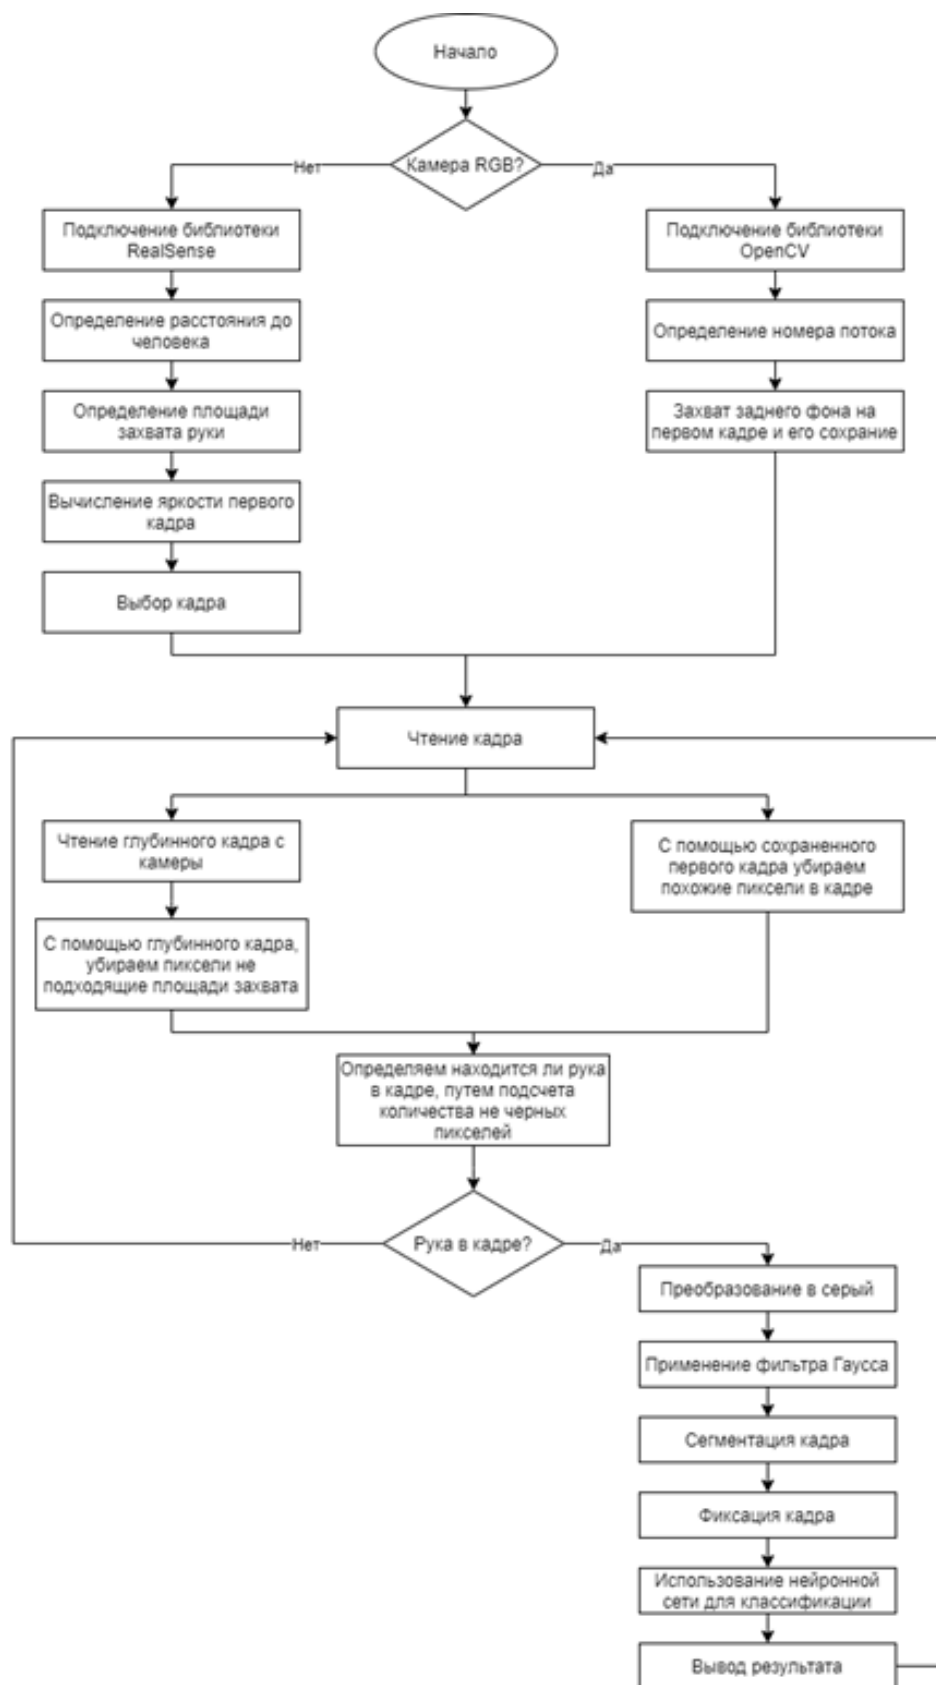 Начало
Камера RGB?
Нет
Да
Подключение библиотеки
RealSense
Определение расстояния до
человека
Определение площади
захвата руки
Вычисление яркости первого
кадра
Выбор кадра
Подключение библиотеки
OpenCV
Определение номера потока
Захват заднего фона на
первом кадре и его сохрание
Чтение кадра
Чтение глубинного кадра с
камеры
С помощью глубинного кадра,
убираем пиксели не
подходящие площади захвата
С помощью сохраненного
первого кадра убираем
похожие пиксели в кадре
Определяем находится ли рука
в кадре, путем подсчета
количества не черных
пикселей
Рука в кадре?
Нет
Да
Преобразование в серый
Применение фильтра Гаусса
Сегментация кадра
Фиксация кадра
Использование нейронной
сети для классификации
Вывод результата